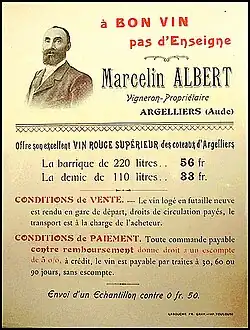 à BON VIN
pas d'Enseigne
Marcelin ALBERT
Vigneron-Propriétaire
ARGELLIERS (Aude)
Offre son excellent VIN ROUGE SUPÉRIEUR des coteaux d'Argelliers
La barrique de 220 litres.. 56 fr
La demie de 110 litres.. 33 fr.
CONDITIONS de VENTE. — Le vin logé en futaille neuve
est rendu en gare de départ, droits de circulation payés, le
transport est à la charge de l'acheteur.
CONDITIONS de PAIEMENT. Toute commande payable
contre remboursement donne droit à un escompte
de 5 0/0, à crédit, le vin est payable par traites à 30, 60 ou
90 jours, sans escompte.
Envoi d'un Echantillon contre 0 fr. 50.
TOULOUSE